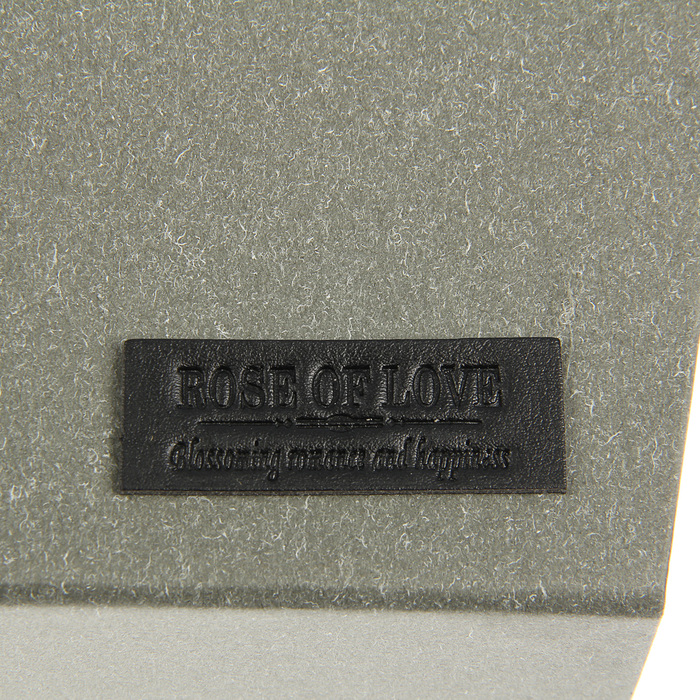 ROSE OF LOVE
Blossoming romance and happiness